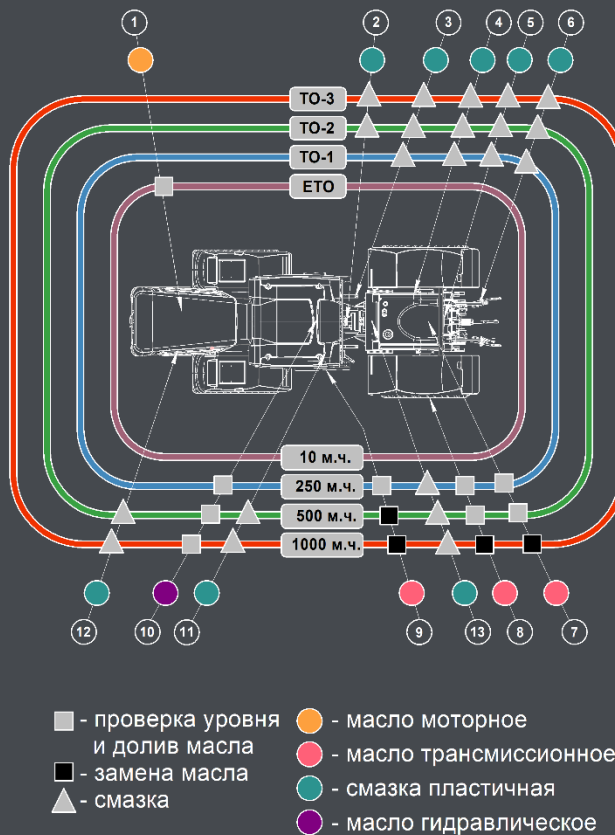 1
2
3
4
5
6
ТО-3
ТО-2
ТО-1
ЕТО
10 м.ч.
250 м.ч.
500 м.ч.
1000 м.ч.
12
10
11
9
13
8
7
- проверка уровня
и долив масла
- замена масла
- смазка
- масло моторное
- масло трансмиссионное
- смазка пластичная
- масло гидравлическое